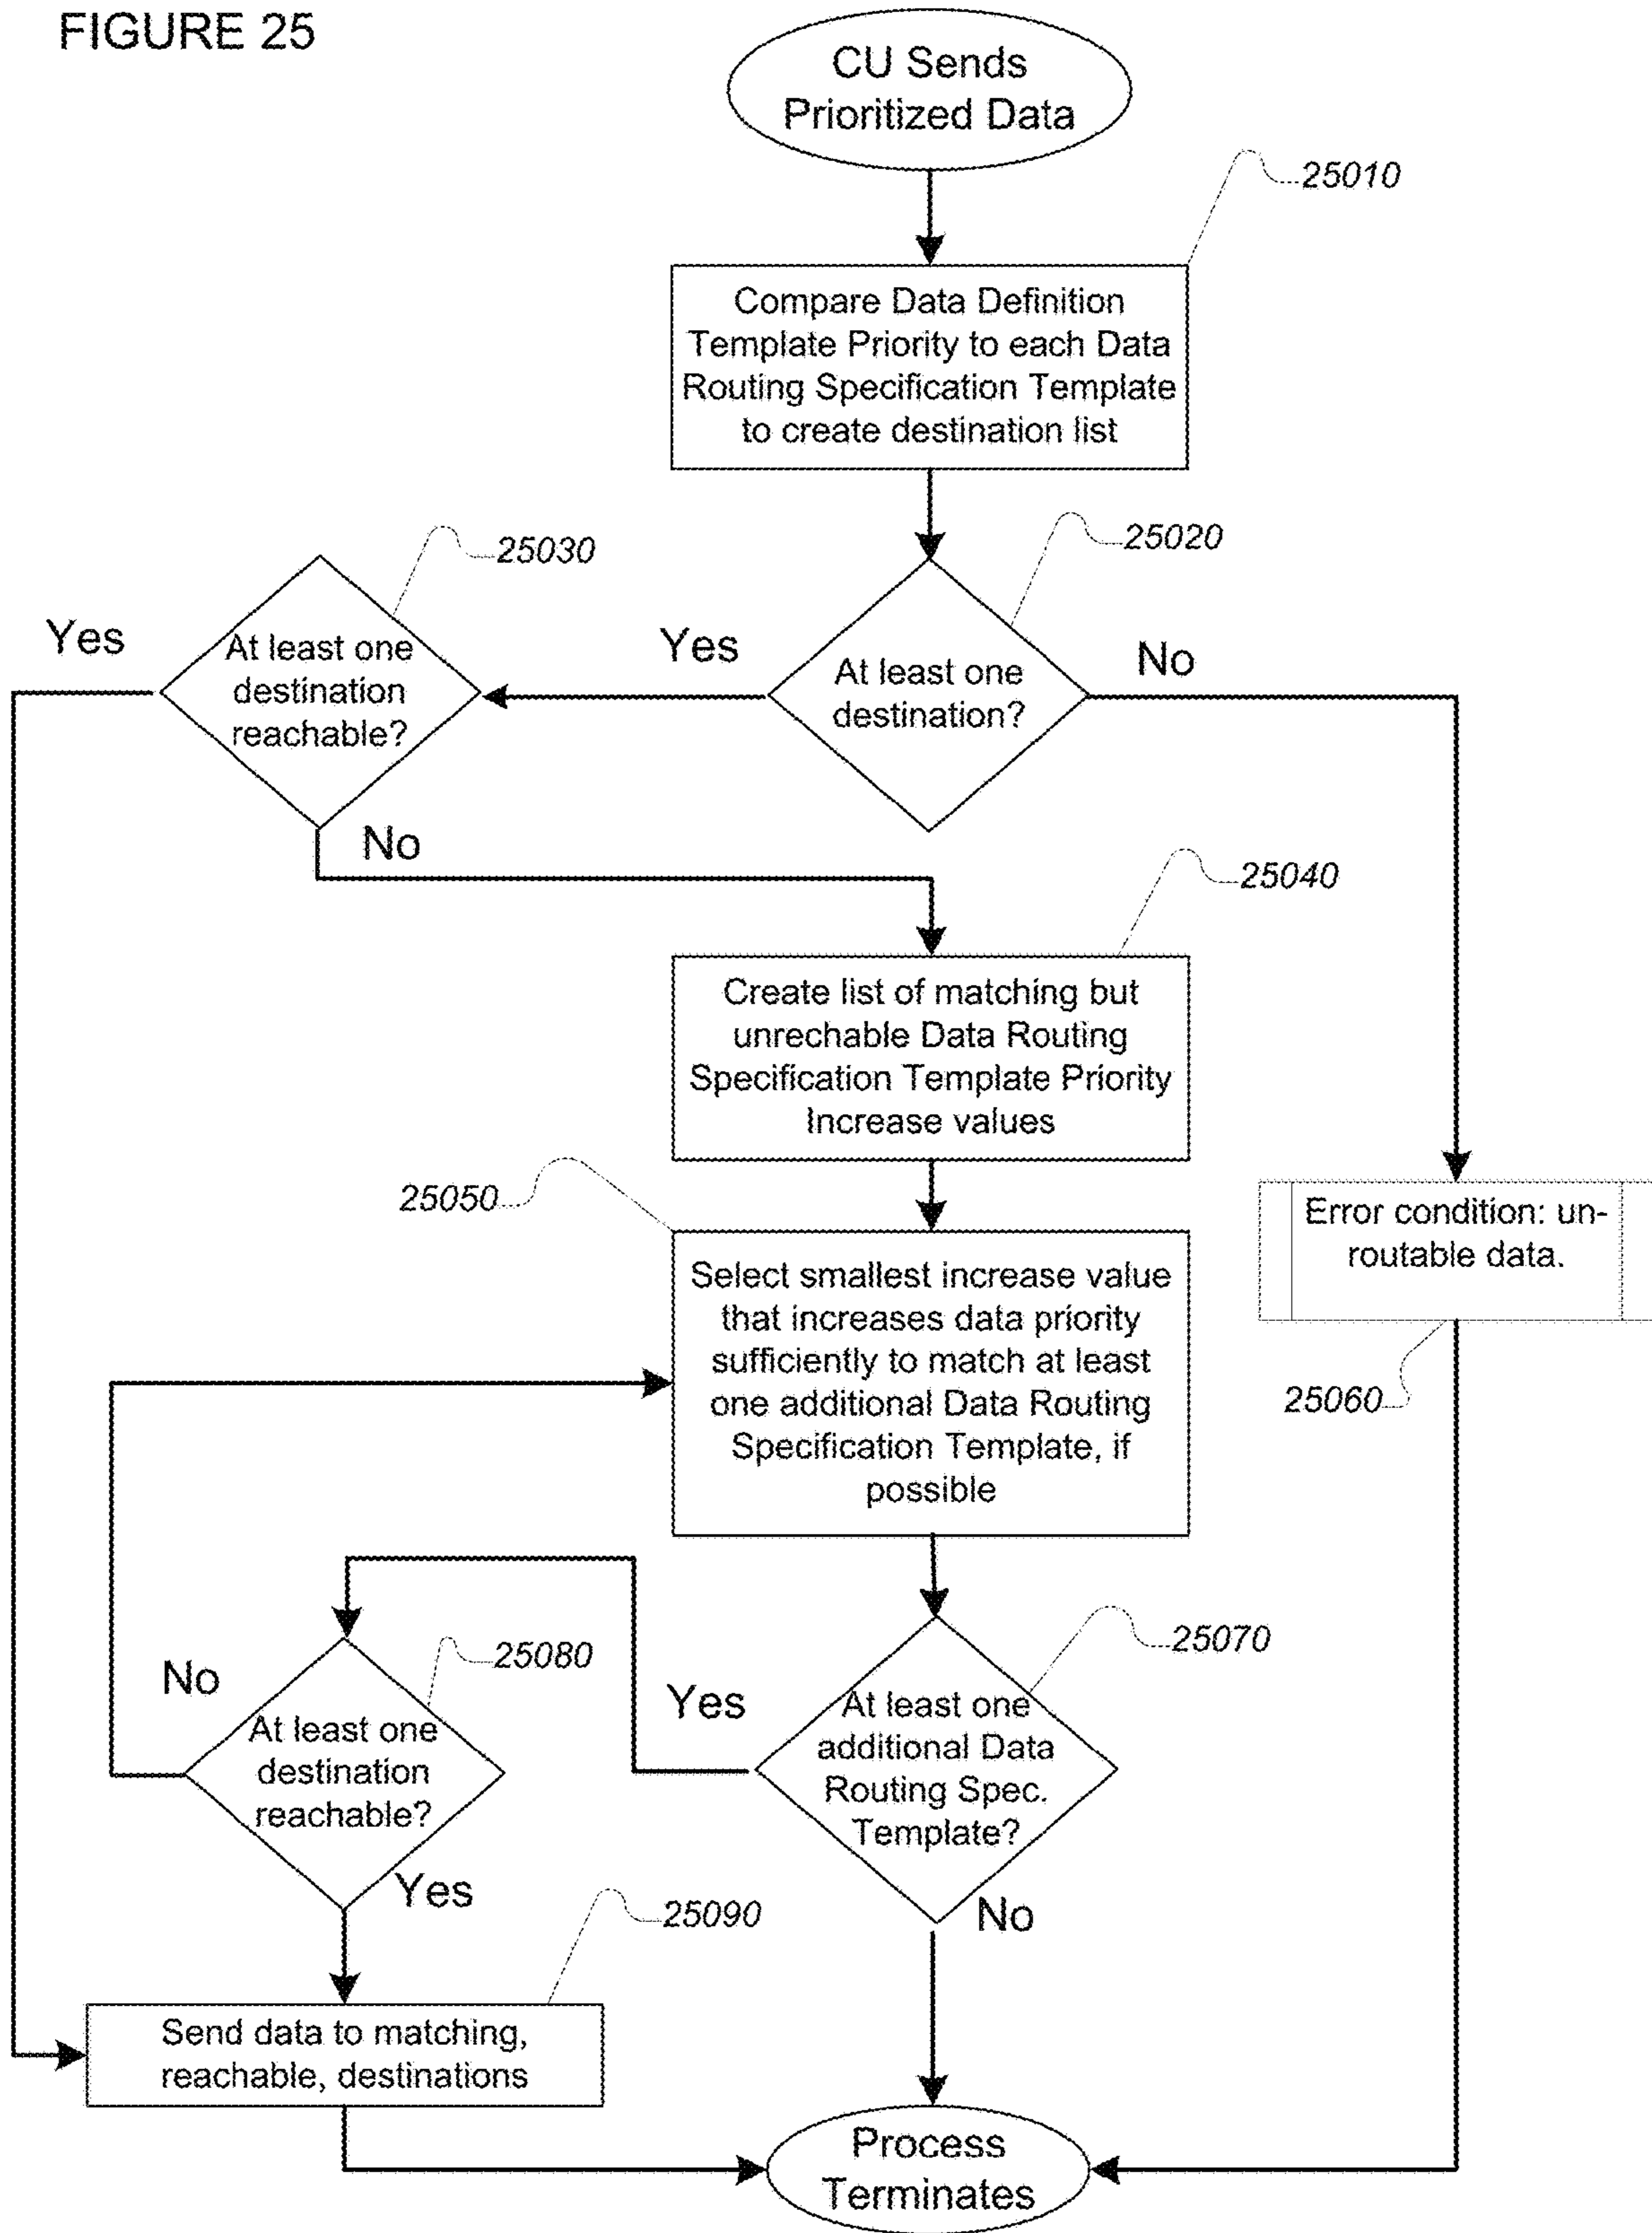 FIGURE 25
CU Sends
Prioritized Data
25010
Compare Data Definition
Template Priority to each Data
Routing Specification Template
to create destination list
25030
25020
Yes
At least one
destination
reachable?
Yes
At least one
destination?
No
No
25040
Create list of matching but
unrechable Data Routing
Specification Template Priority
Increase values
25050
Select smallest increase value
that increases data priority
sufficiently to match at least
one additional Data Routing
Specification Template, if
possible
Error condition: un-
routable data.
25060
25080
25070
No
At least one
destination
reachable?
Yes
At least one
additional Data
Routing Spec.
Template?
Yes
25090
No
Send data to matching,
reachable, destinations
Process
Terminates